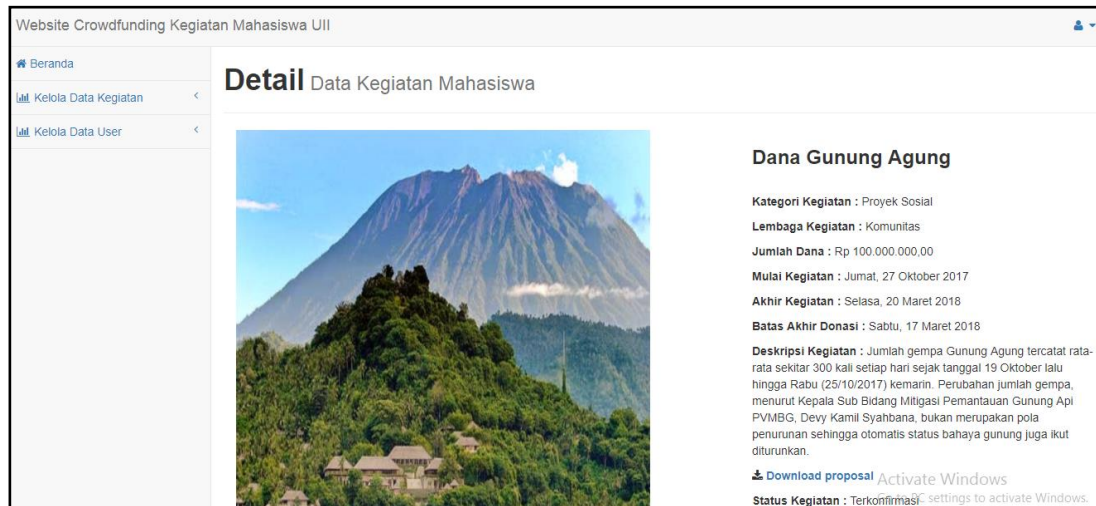 Website Crowdfunding Kegiatan Mahasiswa UII
Beranda
Kelola Data Kegiatan
Kelola Data User
Detail Data Kegiatan Mahasiswa
Dana Gunung Agung
Kategori Kegiatan : Proyek Sosial
Lembaga Kegiatan : Komunitas
Jumlah Dana : Rp 100.000.000,00
Mulai Kegiatan : Jumat, 27 Oktober 2017
Akhir Kegiatan : Selasa, 20 Maret 2018
Batas Akhir Donasi : Sabtu, 17 Maret 2018
Deskripsi Kegiatan : Jumlah gempa Gunung Agung tercatat rata-
rata sekitar 300 kali setiap hari sejak tanggal 19 Oktober lalu
hingga Rabu (25/10/2017) kemarin. Perubahan jumlah gempa,
menurut Kepala Sub Bidang Mitigasi Pemantauan Gunung Api
PVMBG, Devy Kamil Syahbana, bukan merupakan pola
penurunan sehingga otomatis status bahaya gunung juga ikut
diturunkan.
Download proposal
Activate Windows
Status Kegiatan : Terkonfirmasi
PC settings to activate Windows.